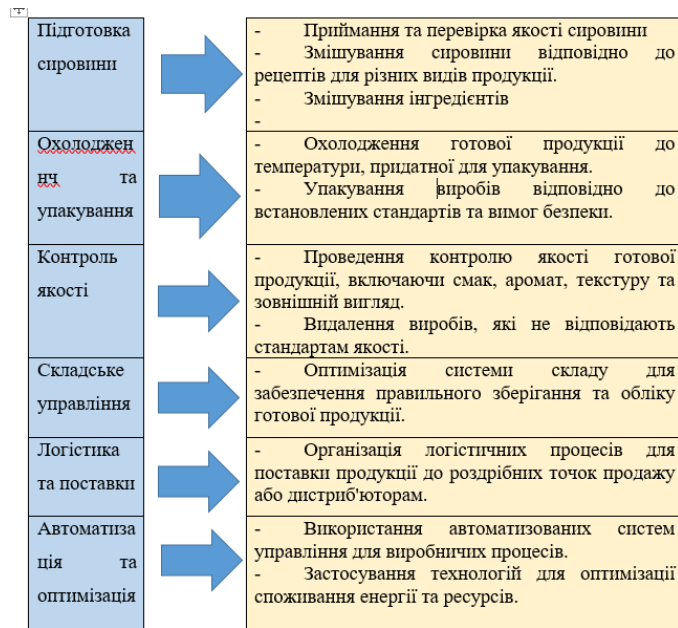 Підготовка
сировини
- Приймання та перевірка якості сировини
- Змішування сировини відповідно до
рецептів для різних видів продукції.
- Змішування інгредієнтів
-
Охолоджен
нч та
упакування
- Охолодження готової продукції до
температури, придатної для упакування.
- Упакування виробів відповідно до
встановлених стандартів та вимог безпеки.
Контроль
якості
- Проведення контролю якості готової
продукції, включаючи смак, аромат, текстуру та
зовнішній вигляд.
- Видалення виробів, які не відповідають
стандартам якості.
Складське
управління
- Оптимізація системи складу для
забезпечення правильного зберігання та обліку
готової продукції.
Логістика
та поставки
- Організація логістичних процесів для
поставки продукції до роздрібних точок продажу
або дистриб'юторам.
Автоматиза
ція та
оптимізація
- Використання автоматизованих систем
управління для виробничих процесів.
- Застосування технологій для оптимізації
споживання енергії та ресурсів.